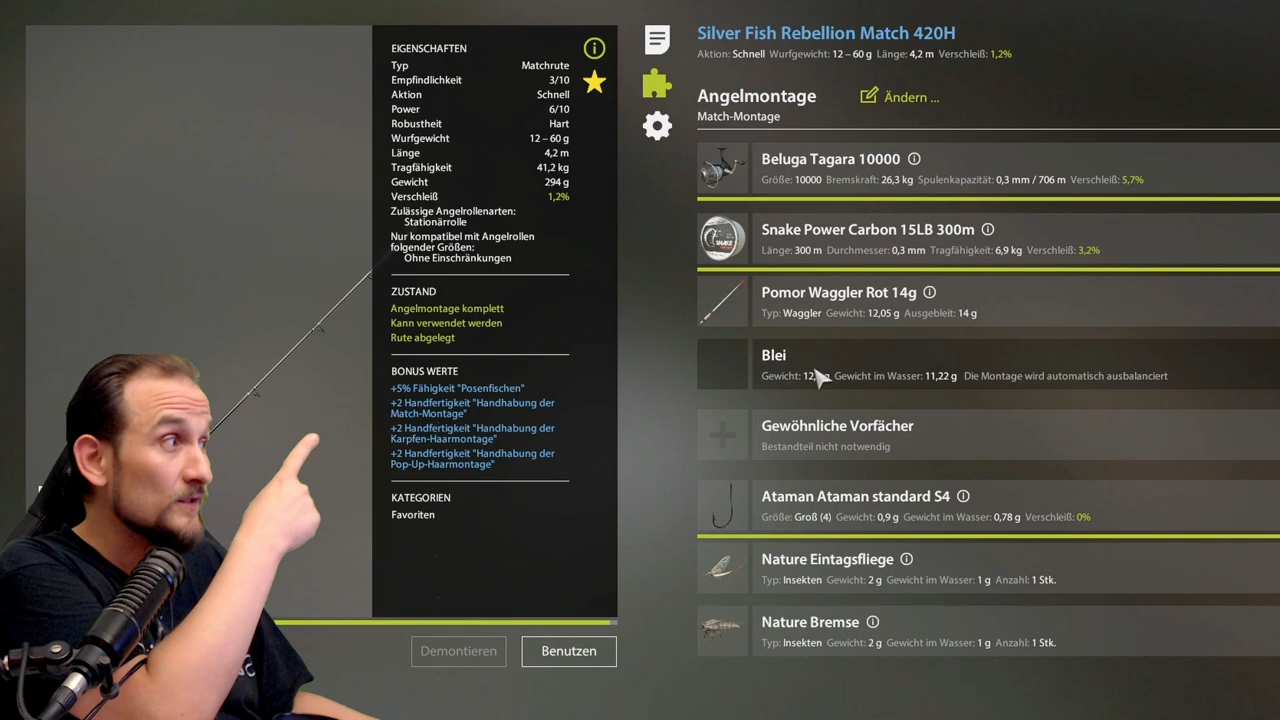 EIGENSCHAFTEN
Typ Matchrute
Empfindlichkeit 3/10
Aktion Schnell
Power 6/10
Robustheit Hart
Wurfgewicht 12 – 60 g
Länge 4,2 m
Tragfähigkeit 41,2 kg
Gewicht 294 g
Verschleiß 1,2%
Zulässige Angelrollenarten:
Stationärrolle
Nur kompatibel mit Angelrollen
folgender Größen:
Ohne Einschränkungen
ZUSTAND
Angelmontage komplett
Kann verwendet werden
Rute abgelegt
BONUS WERTE
+5% Fähigkeit "Posenfischen"
+2 Handfertigkeit "Handhabung der
Match-Montage"
+2 Handfertigkeit "Handhabung der
Karpfen-Haarmontage"
+2 Handfertigkeit "Handhabung der
Pop-Up-Haarmontage"
KATEGORIEN
Favoriten
Demontieren
Benutzen
Silver Fish Rebellion Match 420H
Aktion: Schnell Wurfgewicht: 12 – 60 g Länge: 4,2 m Verschleiß: 1,2%
Angelmontage
Ändern ...
Match-Montage
Beluga Tagara 10000
Größe: 10000 Bremskraft: 26,3 kg Spulenkapazität: 0,3 mm / 706 m Verschleiß: 5,7%
Snake Power Carbon 15LB 300m
Länge: 300 m Durchmesser: 0,3 mm Tragfähigkeit: 6,9 kg Verschleiß: 3,2%
Pomor Waggler Rot 14g
Typ: Waggler Gewicht: 12,05 g Ausgebleit: 14 g
Blei
Gewicht: Gewicht im Wasser: 11,22 g Die Montage wird automatisch ausbalanciert
Gewöhnliche Vorfächer
Bestandteil nicht notwendig
Ataman Ataman standard S4
Größe: Groß (4) Gewicht: 0,9 g Gewicht im Wasser: 0,78 g Verschleiß: 0%
Nature Eintagsfliege
Typ: Insekten Gewicht: 2 g Gewicht im Wasser: 1 g Anzahl: 1 Stk.
Nature Bremse
Typ: Insekten Gewicht: 2 g Gewicht im Wasser: 1 g Anzahl: 1 Stk.